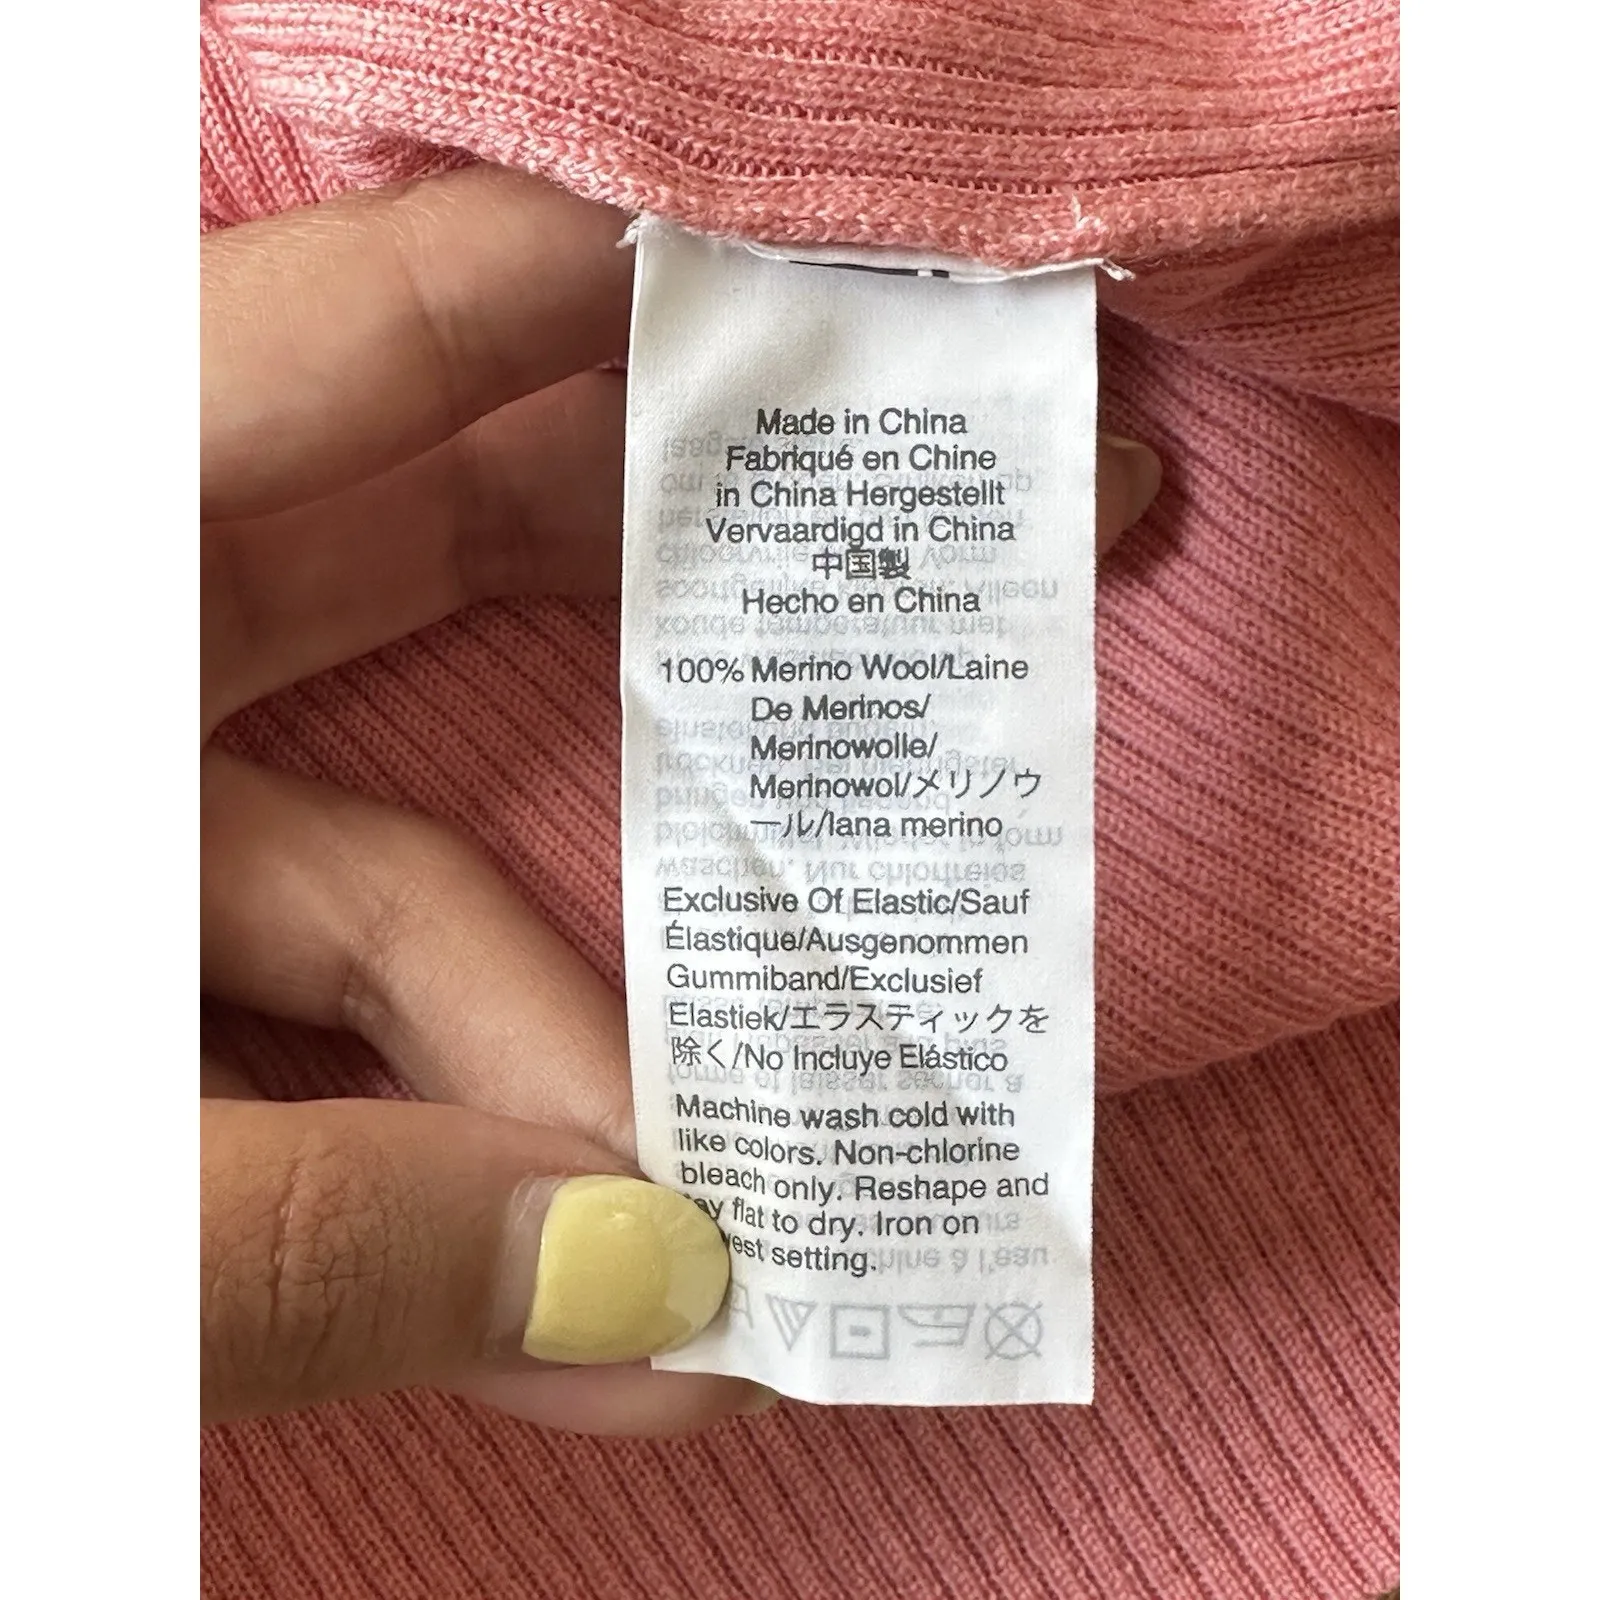 Made in China
Fabriqué en Chine
in China Hergestellt
Vervaardigd in China
中国製
Hecho en China
100% Merino Wool/Laine
De Merinos/
Merinowolle/
Merinowol/メリノウ
ール/lana merino
Exclusive Of Elastic/Sauf
Élastique/Ausgenommen
Gummiband/Exclusief
Elastiek/エラスティックを
除く/No Incluye Elástico
Machine wash cold with
like colors. Non-chlorine
bleach only. Reshape and
flat to dry. Iron on
setting.